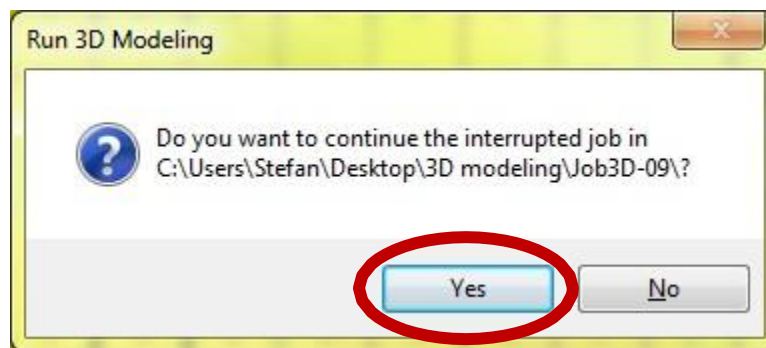 Run 3D Modeling
Do you want to continue the interrupted job in
C:\Users\Stefan\Desktop\3D modeling\Job3D-09\?
Yes
No